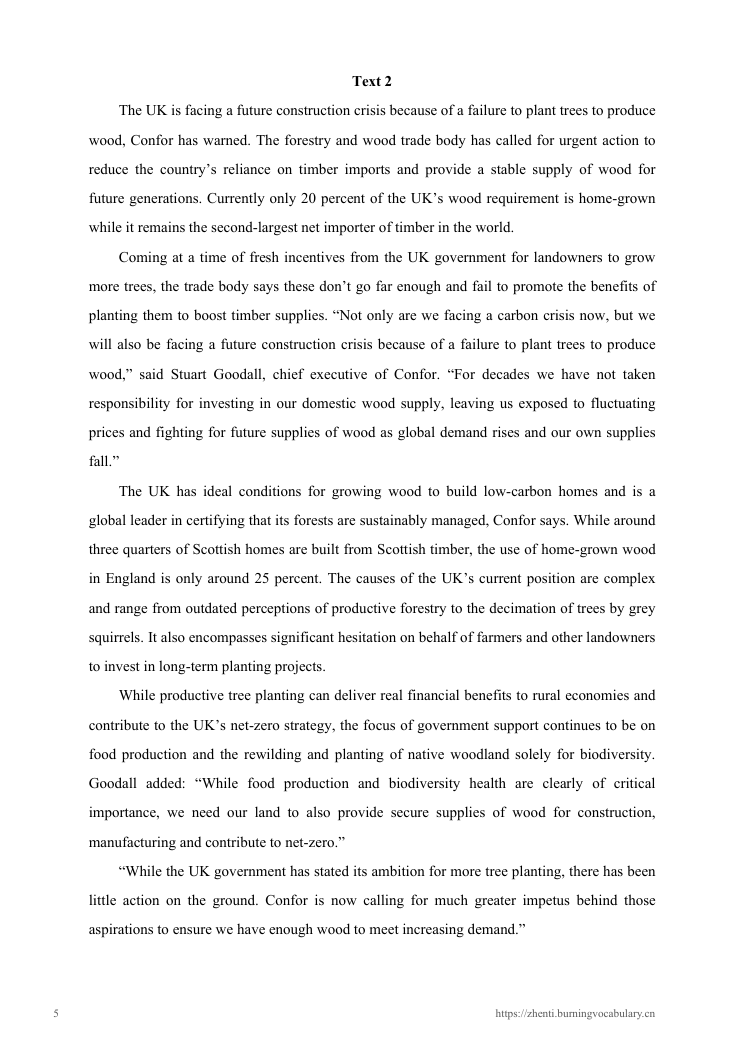 Text 2
The UK is facing a future construction crisis because of a failure to plant trees to produce
wood, Confor has warned. The forestry and wood trade body has called for urgent action to
reduce the country’s reliance on timber imports and provide a stable supply of wood for
future generations. Currently only 20 percent of the UK’s wood requirement is home-grown
while it remains the second-largest net importer of timber in the world.
Coming at a time of fresh incentives from the UK government for landowners to grow
more trees, the trade body says these don’t go far enough and fail to promote the benefits of
planting them to boost timber supplies. “Not only are we facing a carbon crisis now, but we
will also be facing a future construction crisis because of a failure to plant trees to produce
wood,” said Stuart Goodall, chief executive of Confor. “For decades we have not taken
responsibility for investing in our domestic wood supply, leaving us exposed to fluctuating
prices and fighting for future supplies of wood as global demand rises and our own supplies
fall.”
The UK has ideal conditions for growing wood to build low-carbon homes and is a
global leader in certifying that its forests are sustainably managed, Confor says. While around
three quarters of Scottish homes are built from Scottish timber, the use of home-grown wood
in England is only around 25 percent. The causes of the UK’s current position are complex
and range from outdated perceptions of productive forestry to the decimation of trees by grey
squirrels. It also encompasses significant hesitation on behalf of farmers and other landowners
to invest in long-term planting projects.
While productive tree planting can deliver real financial benefits to rural economies and
contribute to the UK’s net-zero strategy, the focus of government support continues to be on
food production and the rewilding and planting of native woodland solely for biodiversity.
Goodall added: “While food production and biodiversity health are clearly of critical
importance, we need our land to also provide secure supplies of wood for construction,
manufacturing and contribute to net-zero.”
“While the UK government has stated its ambition for more tree planting, there has been
little action on the ground. Confor is now calling for much greater impetus behind those
aspirations to ensure we have enough wood to meet increasing demand.”
5 https://zhenti.burningvocabulary.cn